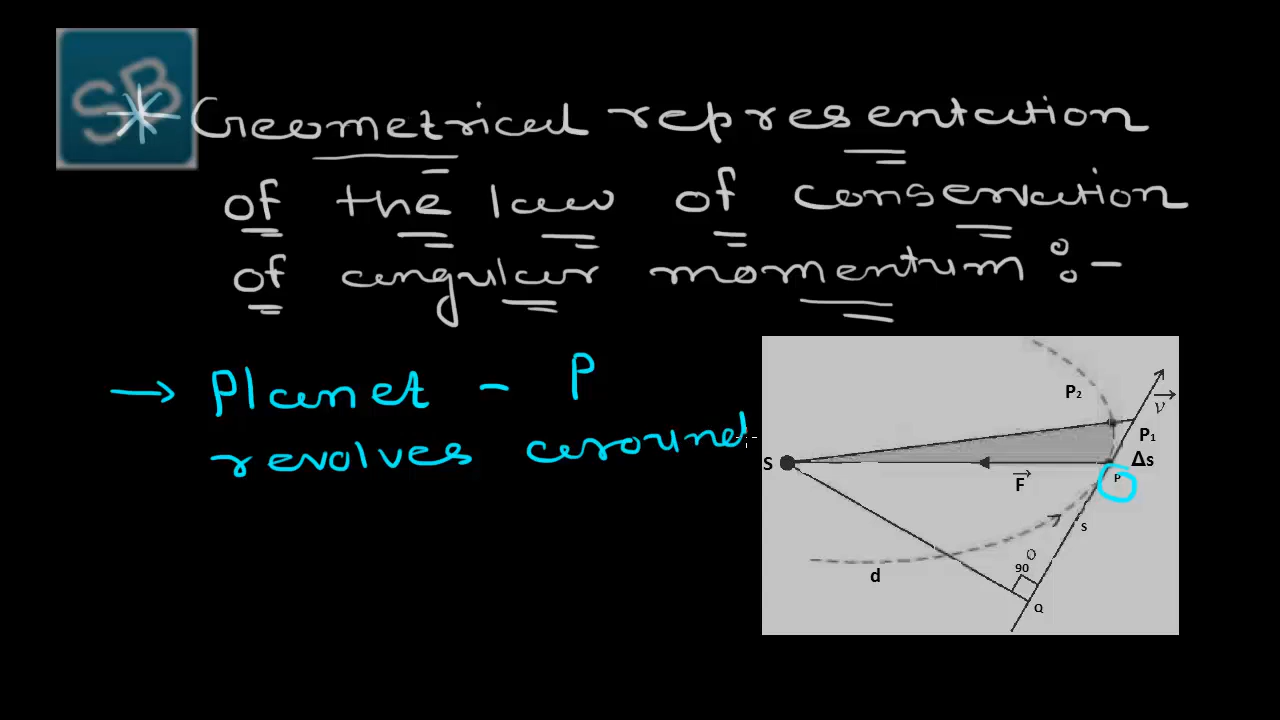 SB
* Geometrical representation
of the law of conservation
of angular momentum :-
→ Planet - P
revolves around
P₂
v
P₁
S
Δs
F
P
s
90
O
d
Q